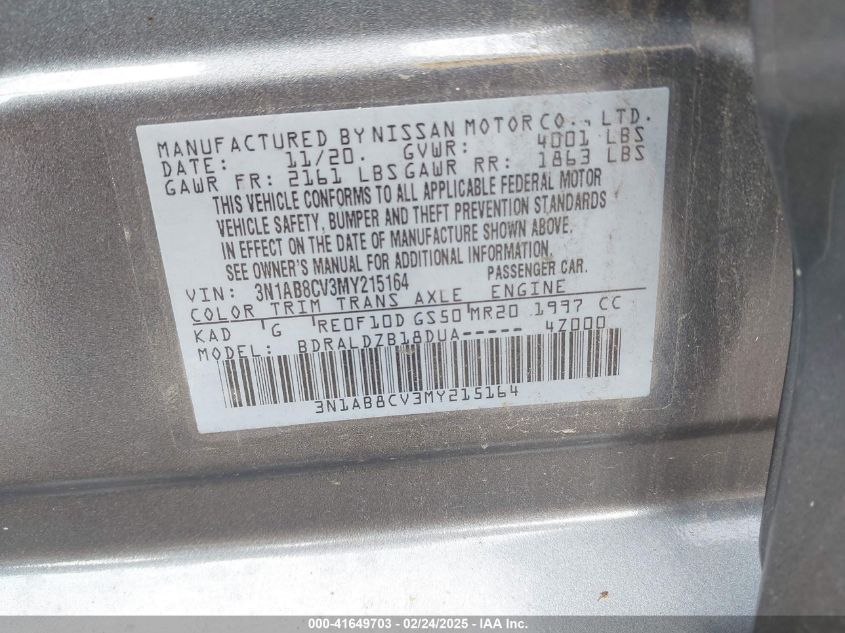 MANUFACTURED BY NISSAN MOTOR CO., LTD.
DATE: 11/20. GVWR: 4001 LBS
GAWR FR: 2161 LBS GAWR RR: 1863 LBS
THIS VEHICLE CONFORMS TO ALL APPLICABLE FEDERAL MOTOR
VEHICLE SAFETY, BUMPER AND THEFT PREVENTION STANDARDS
IN EFFECT ON THE DATE OF MANUFACTURE SHOWN ABOVE.
SEE OWNER'S MANUAL FOR ADDITIONAL INFORMATION.
VIN: 3N1AB8CV3MY215164 PASSENGER CAR.
COLOR TRIM TRANS AXLE ENGINE
KAD G RE0F10D GS50 MR20 1997 CC
MODEL: BDRALDZB18DUA----- 4Z000
3N1AB8CV3MY215164
000-41649703 - 02/24/2025 - © IAA Inc.